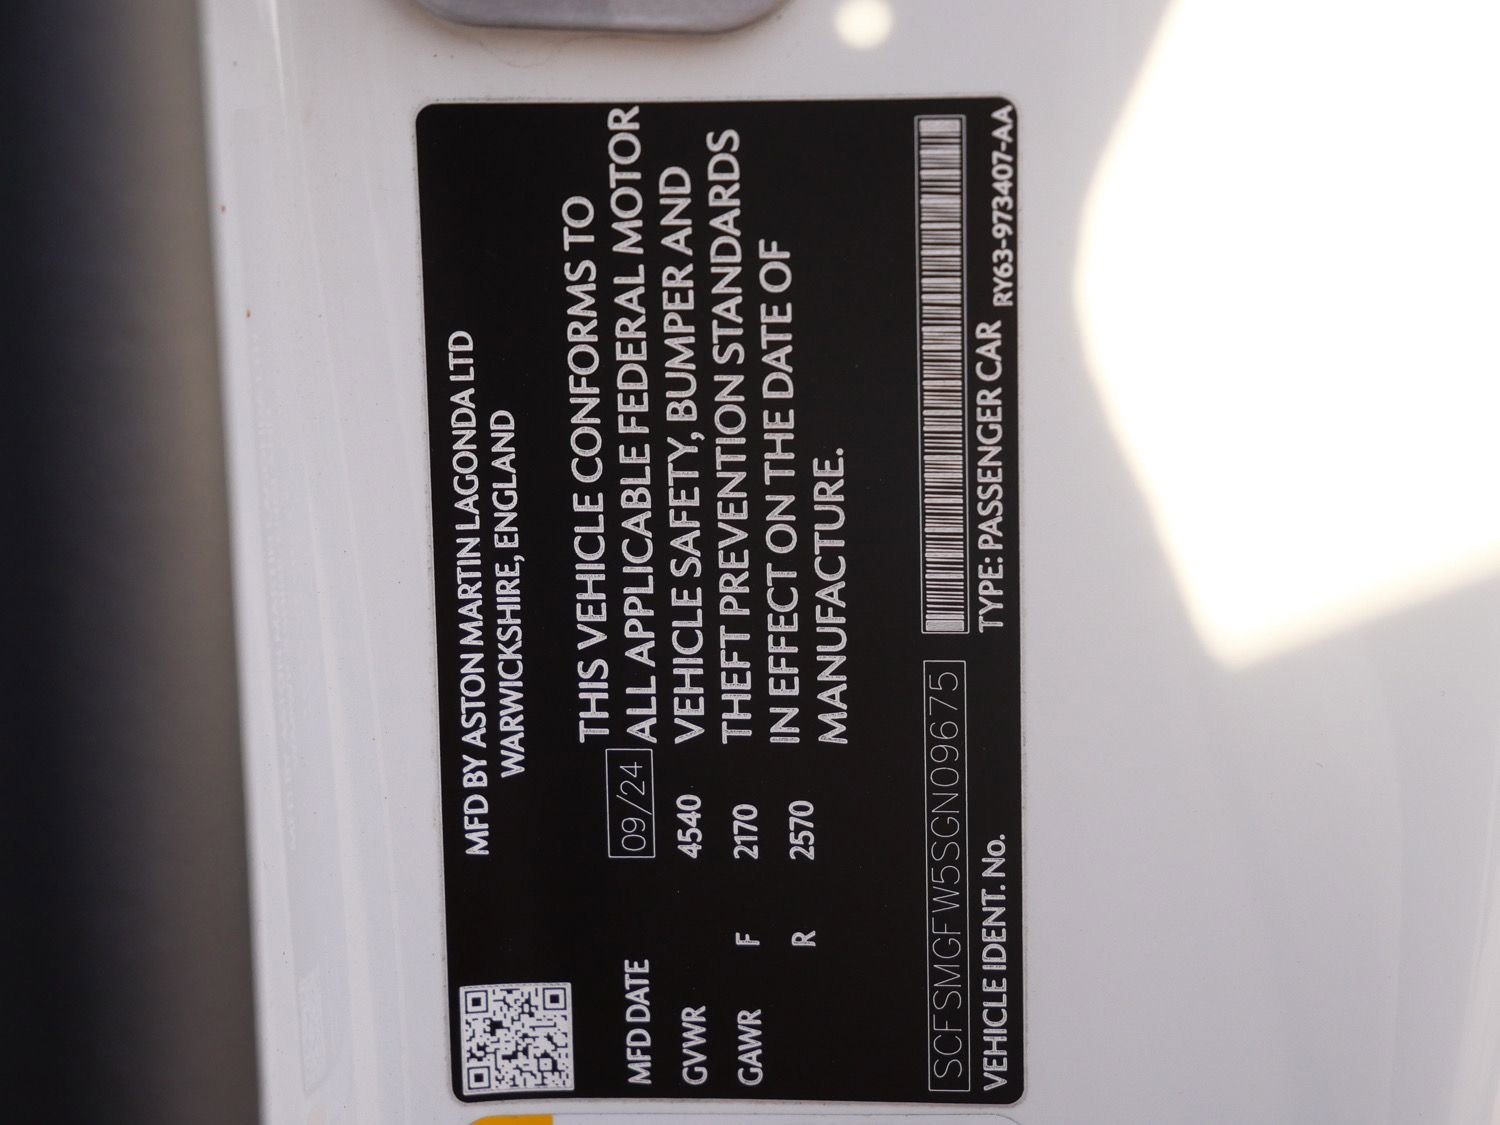 MFD BY ASTON MARTIN LAGONDA LTD
WARWICKSHIRE, ENGLAND
MFD DATE 09/24
GVWR 4540
GAWR F 2170
R 2570
THIS VEHICLE CONFORMS TO
ALL APPLICABLE FEDERAL MOTOR
VEHICLE SAFETY, BUMPER AND
THEFT PREVENTION STANDARDS
IN EFFECT ON THE DATE OF
MANUFACTURE.
SCFSMGFW5SGN09675
VEHICLE IDENT. No.
TYPE: PASSENGER CAR
RY63-973407-AA